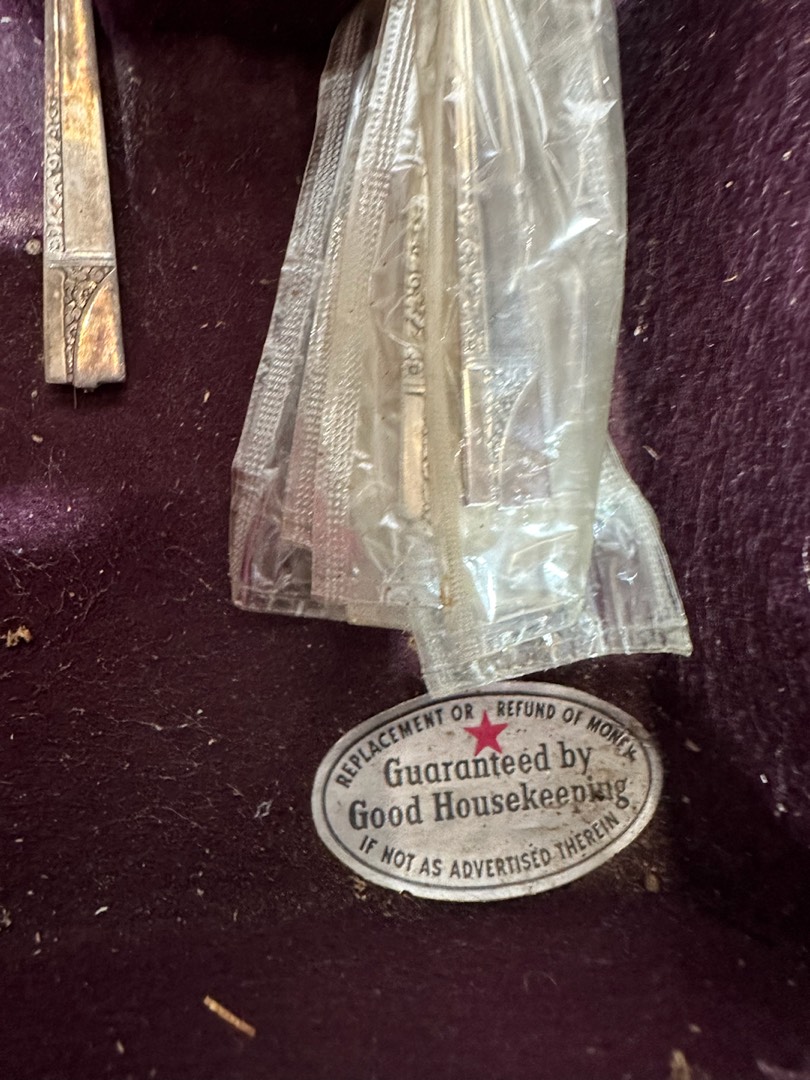 REPLACEMENT OR REFUND OF MONEY
Guaranteed by
Good Housekeeping
IF NOT AS ADVERTISED THEREIN